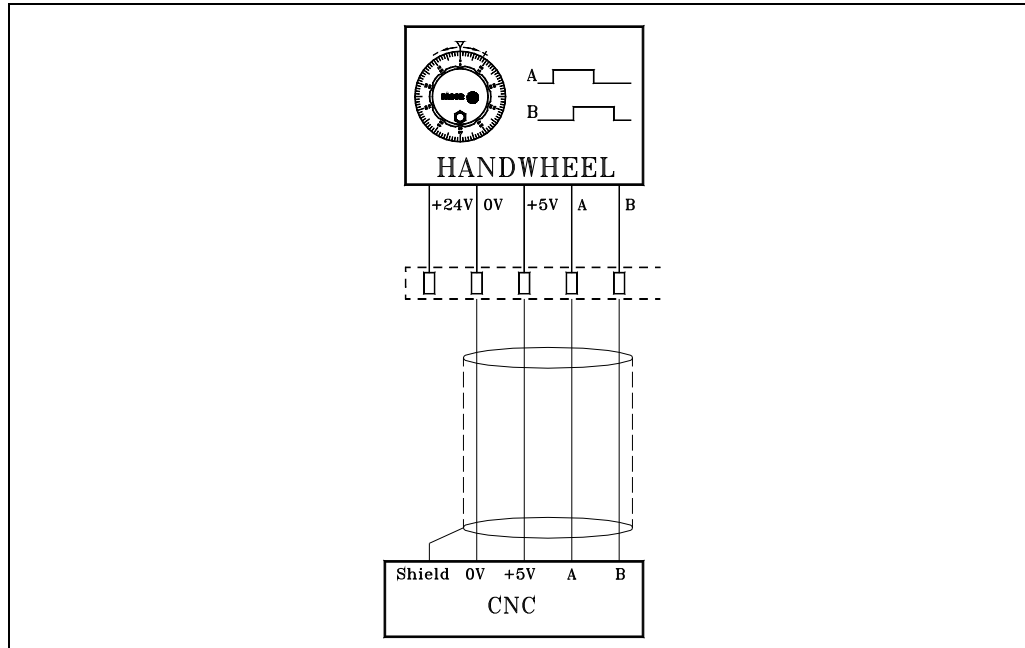 - +
A
B
HANDWHEEL
+24V 0V +5V A B
Shield 0V +5V A B
CNC